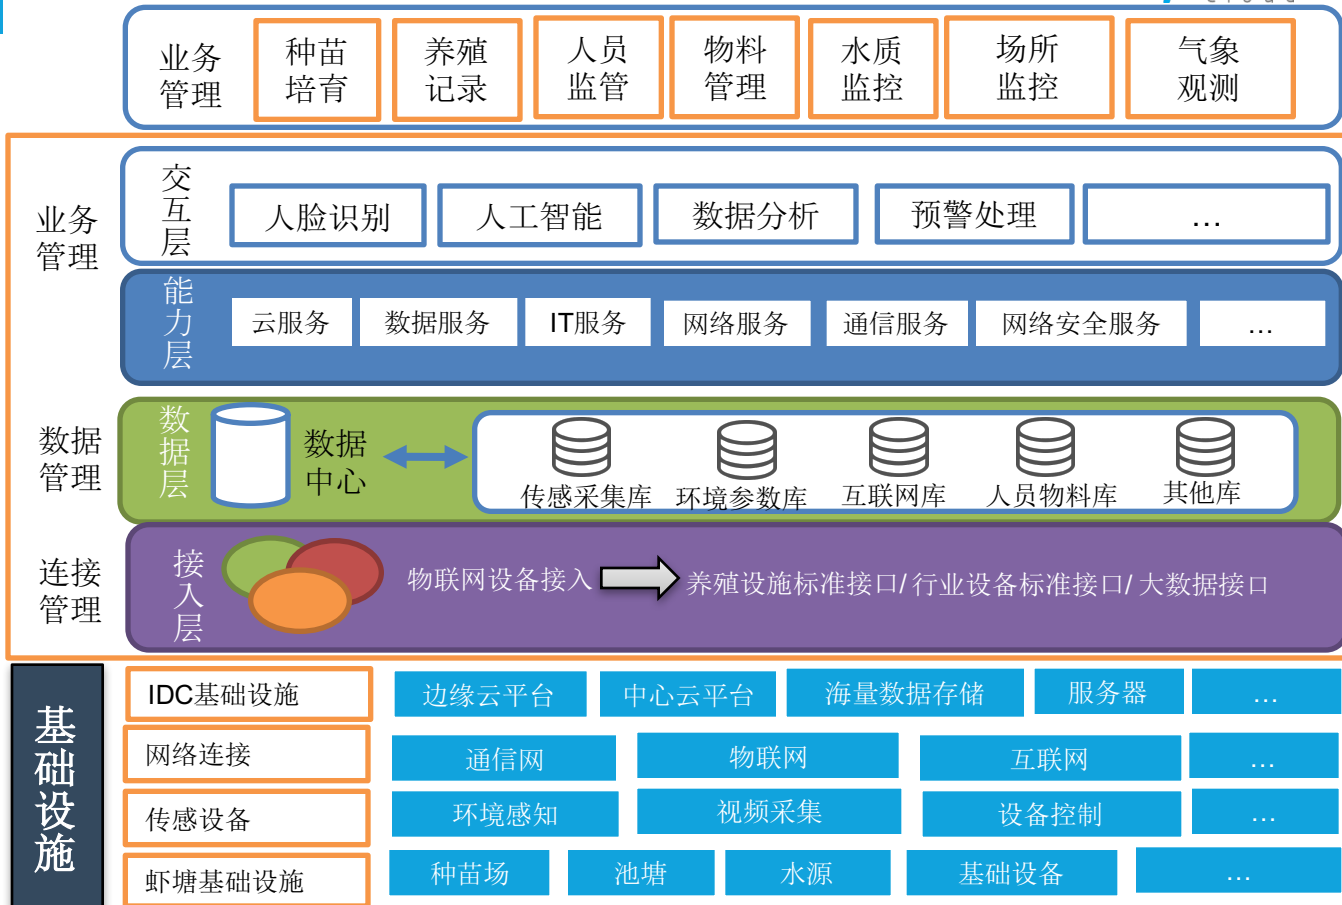 业务
管理
种苗
培育
养殖
记录
人员
监管
物料
管理
水质
监控
场所
监控
气象
观测
业务
管理
交
互
层
人脸识别
人工智能
数据分析
预警处理
...
能
力
层
云服务
数据服务
IT服务
网络服务
通信服务
网络安全服务
...
数据
管理
数
据
层
数据
中心
传感采集库
环境参数库
互联网库
人员物料库
其他库
连接
管理
接
入
层
物联网设备接入
养殖设施标准接口/行业设备标准接口/大数据接口
基
础
设
施
IDC基础设施
边缘云平台
中心云平台
海量数据存储
服务器
...
网络连接
通信网
物联网
互联网
...
传感设备
环境感知
视频采集
设备控制
...
虾塘基础设施
种苗场
池塘
水源
基础设备
...